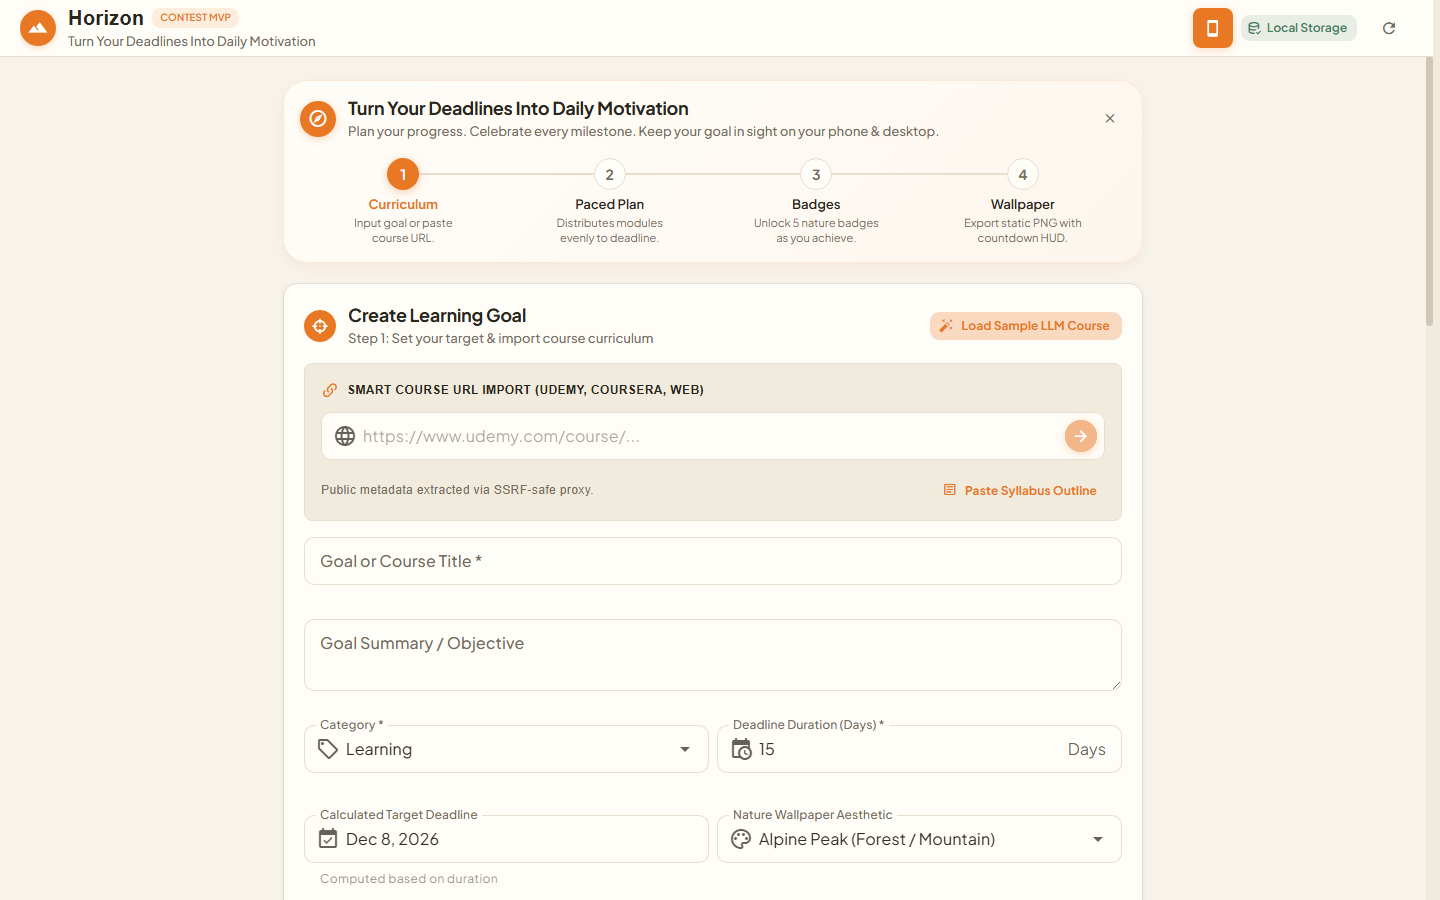 Horizon
CONTEST MVP
Turn Your Deadlines Into Daily Motivation
Local Storage
Turn Your Deadlines Into Daily Motivation
Plan your progress. Celebrate every milestone. Keep your goal in sight on your phone & desktop.
1
2
3
4
Curriculum
Paced Plan
Badges
Wallpaper
Input goal or paste
course URL.
Distributes modules
evenly to deadline.
Unlock 5 nature badges
as you achieve.
Export static PNG with
countdown HUD.
Create Learning Goal
Step 1: Set your target & import course curriculum
Load Sample LLM Course
SMART COURSE URL IMPORT (UDEMY, COURSERA, WEB)
https://www.udemy.com/course/...
Public metadata extracted via SSRF-safe proxy.
Paste Syllabus Outline
Goal or Course Title *
Goal Summary / Objective
Category *
Learning
Deadline Duration (Days) *
15
Days
Calculated Target Deadline
Dec 8, 2026
Computed based on duration
Nature Wallpaper Aesthetic
Alpine Peak (Forest / Mountain)